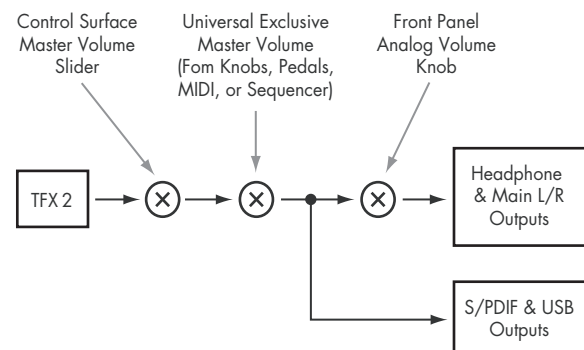 Control Surface
Master Volume
Slider
Universal Exclusive
Master Volume
(Fom Knobs, Pedals,
MIDI, or Sequencer)
Front Panel
Analog Volume
Knob
TFX 2
Headphone
& Main L/R
Outputs
S/PDIF & USB
Outputs